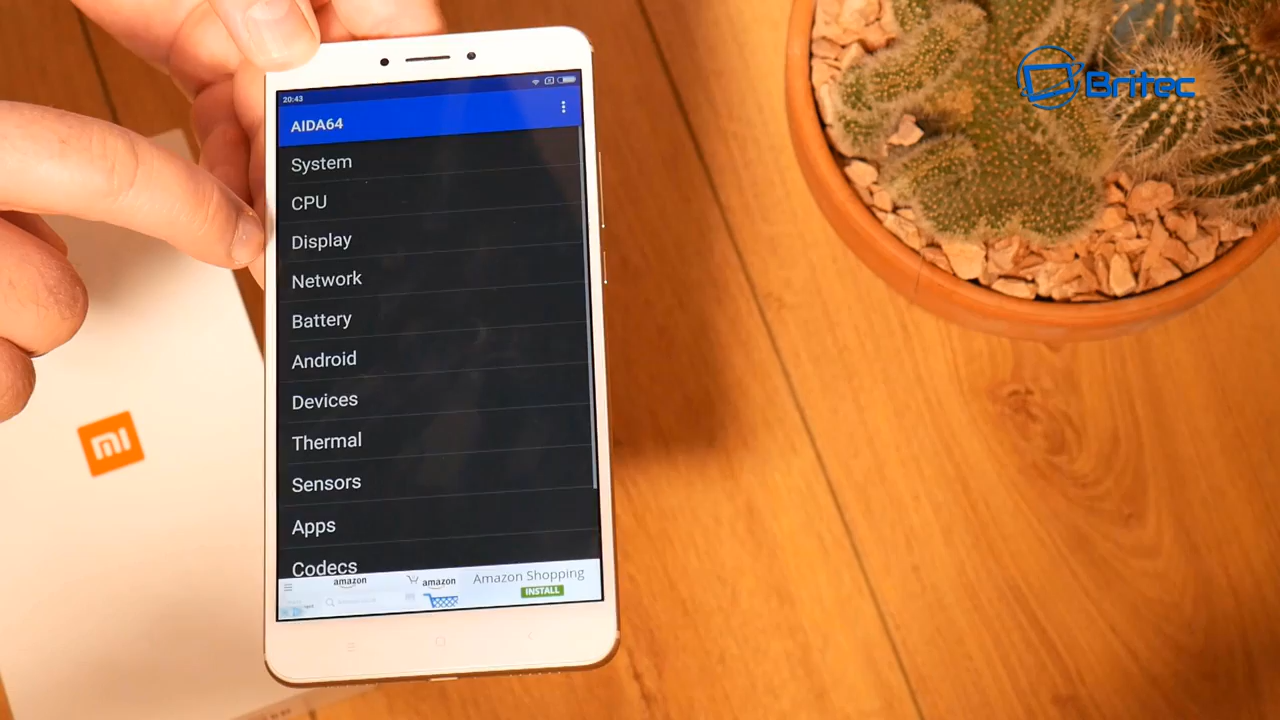 Britec
20:43
AIDA64
System
CPU
Display
Network
Battery
Android
Devices
Thermal
Sensors
Apps
Codecs
amazon
amazon
Amazon Shopping
INSTALL
mi